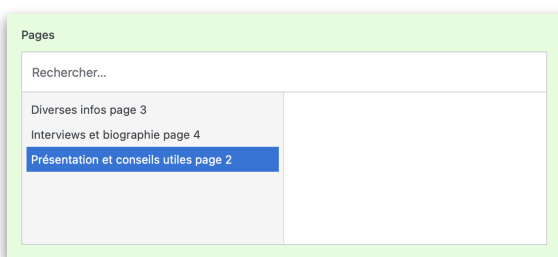 Pages
Rechercher...
Diverses infos page 3
Interviews et biographie page 4
Présentation et conseils utiles page 2